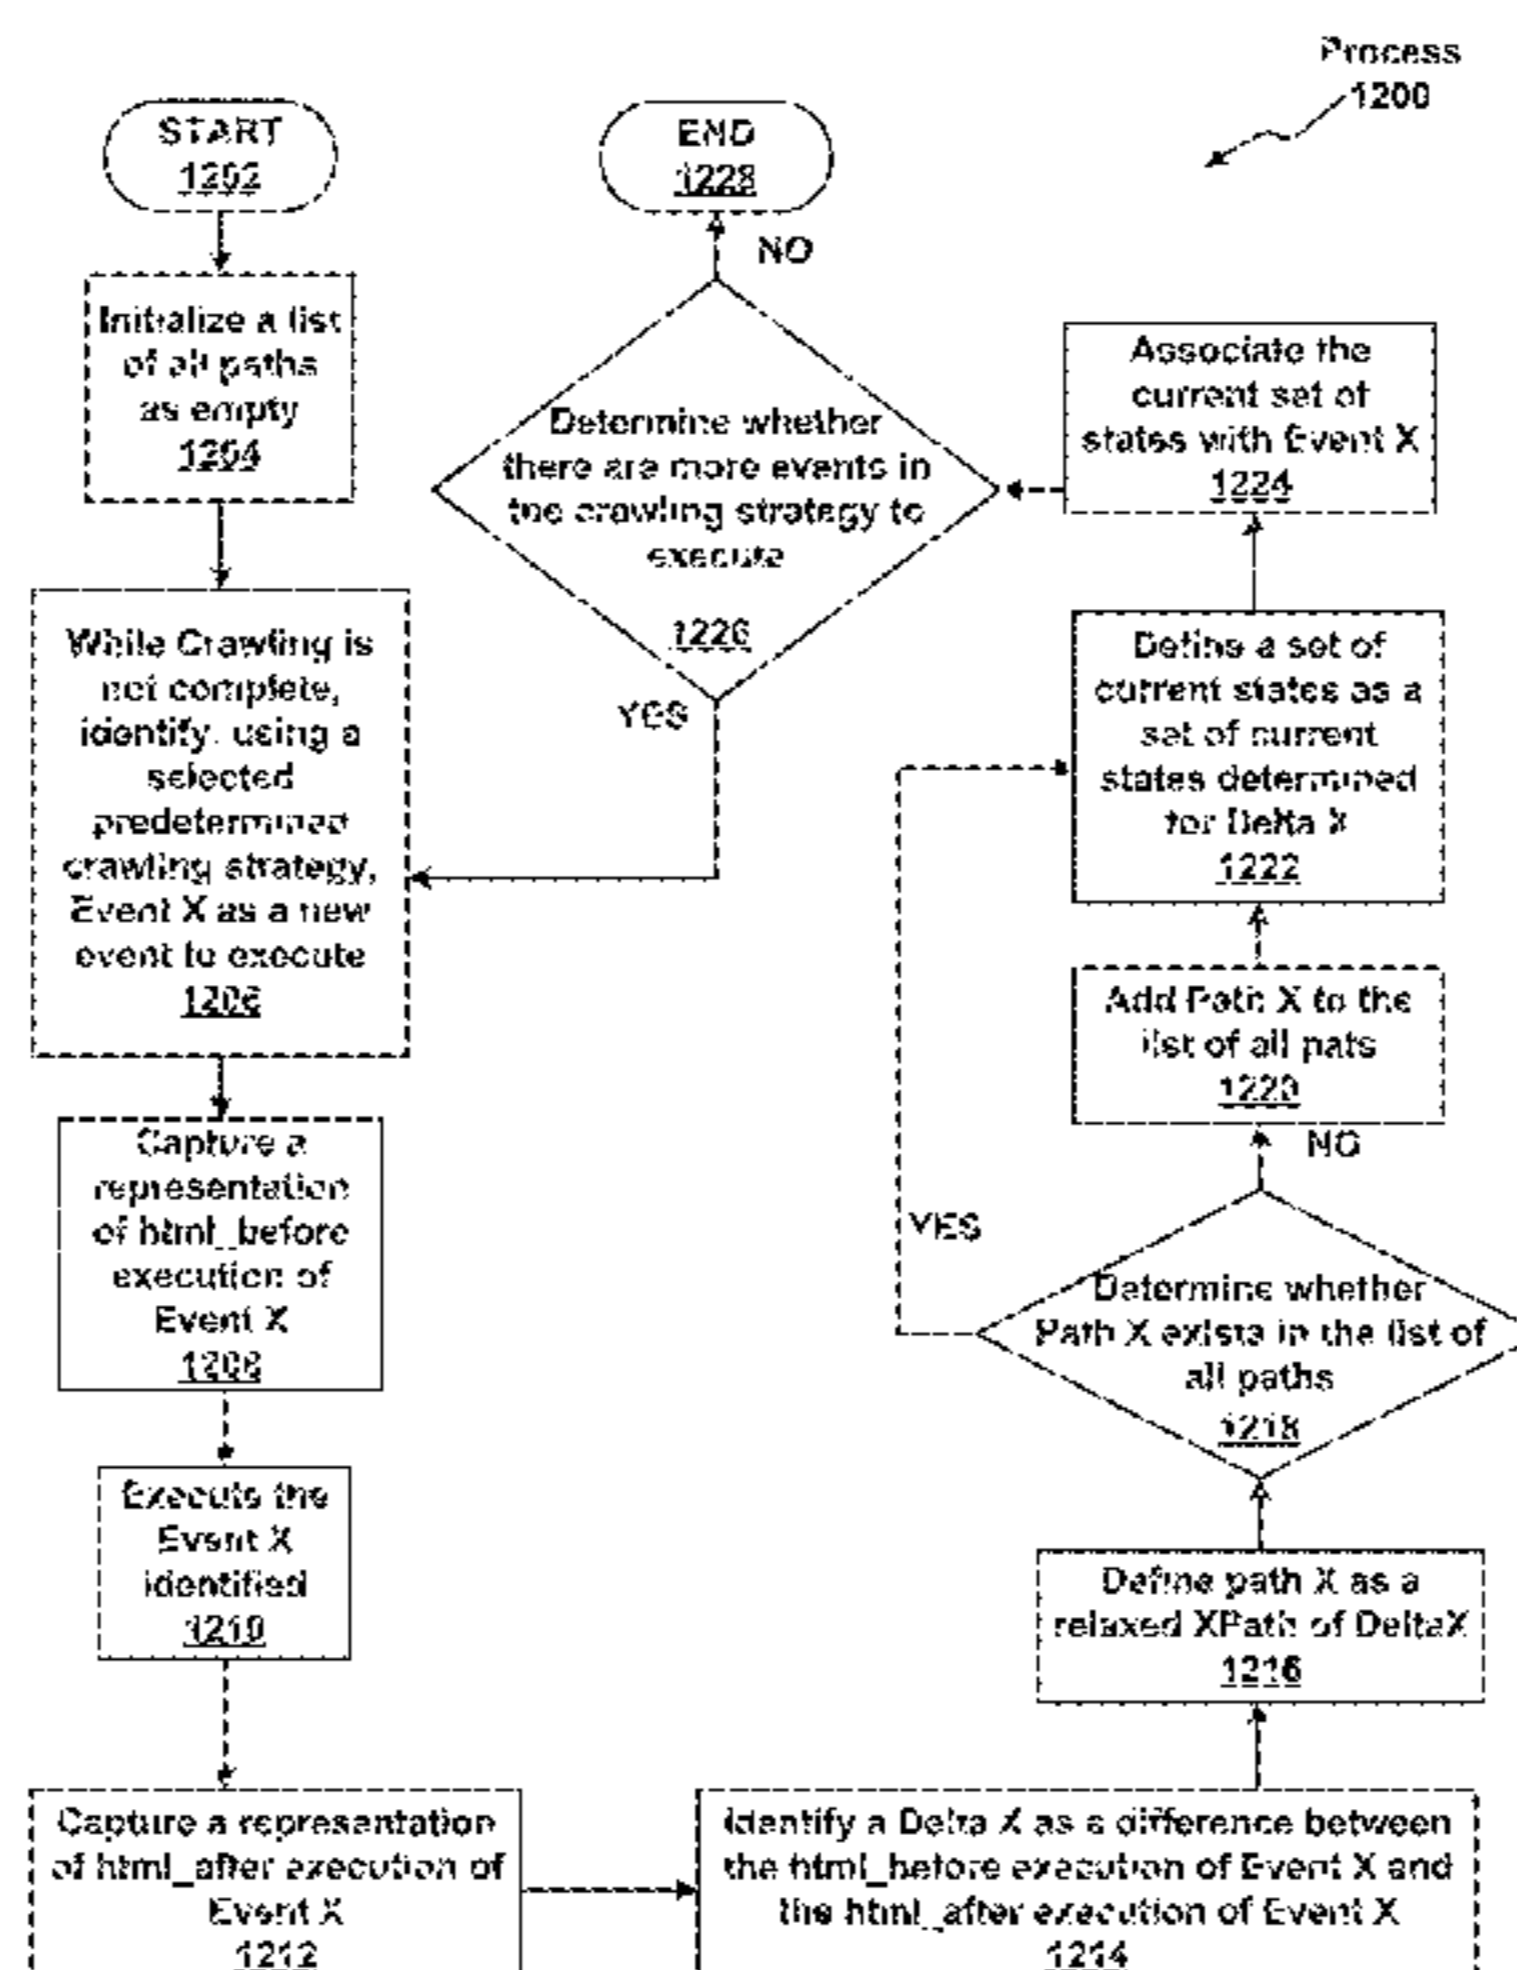 Process
1200
START
1202
Initialize a list
of all paths
as empty
1204
While Crawling is
not complete,
identify, using a
selected
predetermined
crawling strategy,
Event X as a new
event to execute
1206
Capture a
representation
of html_before
execution of
Event X
1208
Execute the
Event X
identified
1210
Capture a representation
of html_after execution of
Event X
1212
Identify a Delta X as a difference between
the html_before execution of Event X and
the html_after execution of Event X
1214
Define path X as a
relaxed XPath of DeltaX
1216
Determine whether
Path X exists in the list of
all paths
1218
YES
NO
Add Path X to the
list of all pats
1220
Define a set of
current states as a
set of current
states determined
for Delta X
1222
Associate the
current set of
states with Event X
1224
Determine whether
there are more events in
the crawling strategy to
execute
1226
YES
NO
END
1228